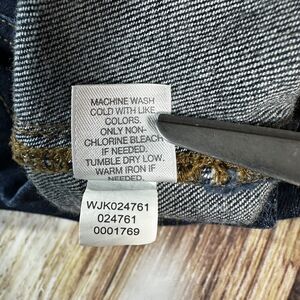 MACHINE WASH
COLD WITH LIKE
COLORS.
ONLY NON-
CHLORINE BLEACH
IF NEEDED.
TUMBLE DRY LOW.
WARM IRON IF
NEEDED.
WJK024761
024761
0001769